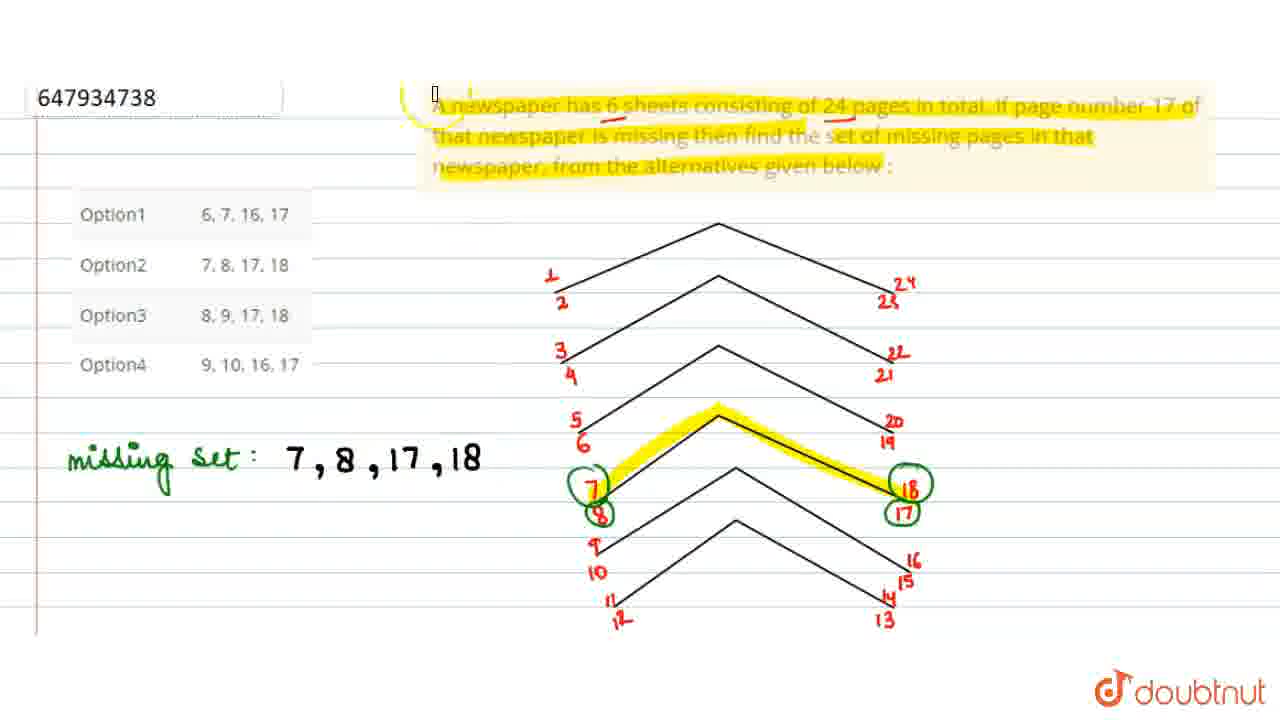 647934738
A newspaper has 6 sheets consisting of 24 pages in total. If page number 17 of
that newspaper is missing then find the set of missing pages in that
newspaper, from the alternatives given below :
Option1 6, 7, 16, 17
Option2 7, 8, 17, 18
Option3 8, 9, 17, 18
Option4 9, 10, 16, 17
missing set : 7, 8, 17, 18
1 24
2 23
3 22
4 21
5 20
6 19
7 18
8 17
9 16
10 15
11 14
12 13
doubtnut